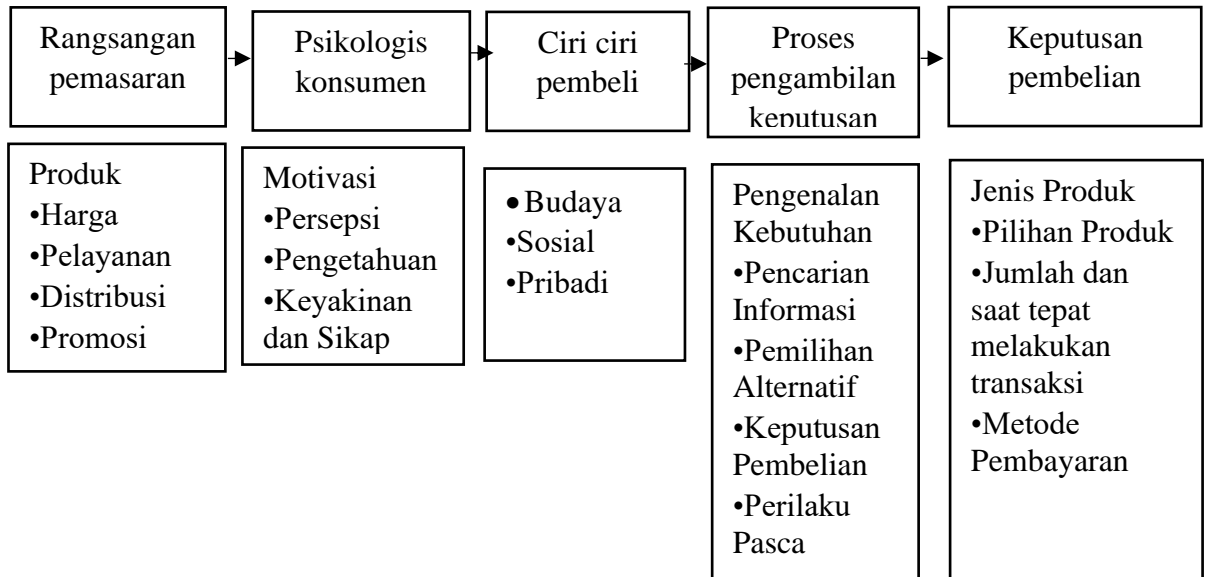 Rangsangan
pemasaran
Psikologis
konsumen
Ciri ciri
pembeli
Proses
pengambilan
keputusan
Keputusan
pembelian
Produk
•Harga
•Pelayanan
•Distribusi
•Promosi
Motivasi
•Persepsi
•Pengetahuan
•Keyakinan
dan Sikap
•Budaya
•Sosial
•Pribadi
Pengenalan
Kebutuhan
•Pencarian
Informasi
•Pemilihan
Alternatif
•Keputusan
Pembelian
•Perilaku
Pasca
Jenis Produk
•Pilihan Produk
•Jumlah dan
saat tepat
melakukan
transaksi
•Metode
Pembayaran